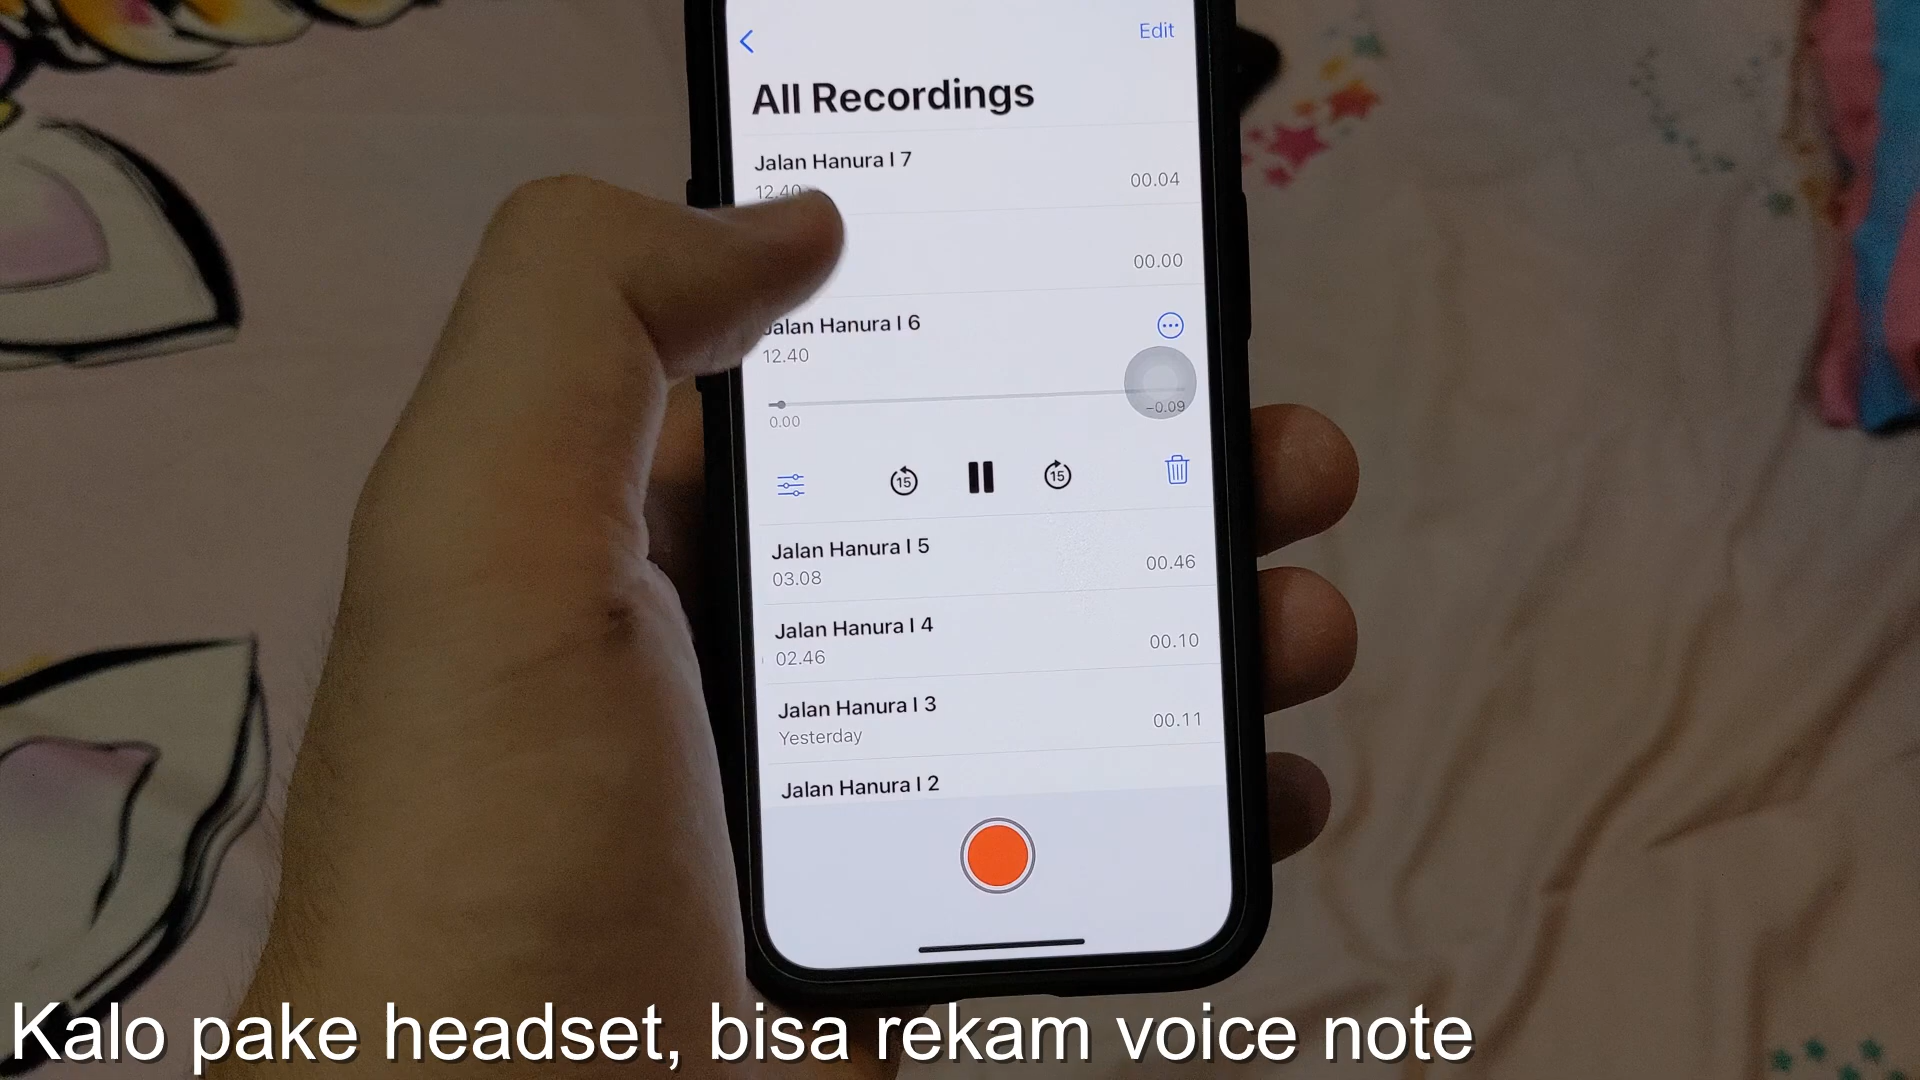 Edit
All Recordings
Jalan Hanura I 7
12.40
00.04
00.00
Jalan Hanura I 6
12.40
0.00
-0.09
15
15
Jalan Hanura I 5
03.08
00.46
Jalan Hanura I 4
02.46
00.10
Jalan Hanura I 3
Yesterday
00.11
Jalan Hanura I 2
Kalo pake headset, bisa rekam voice note